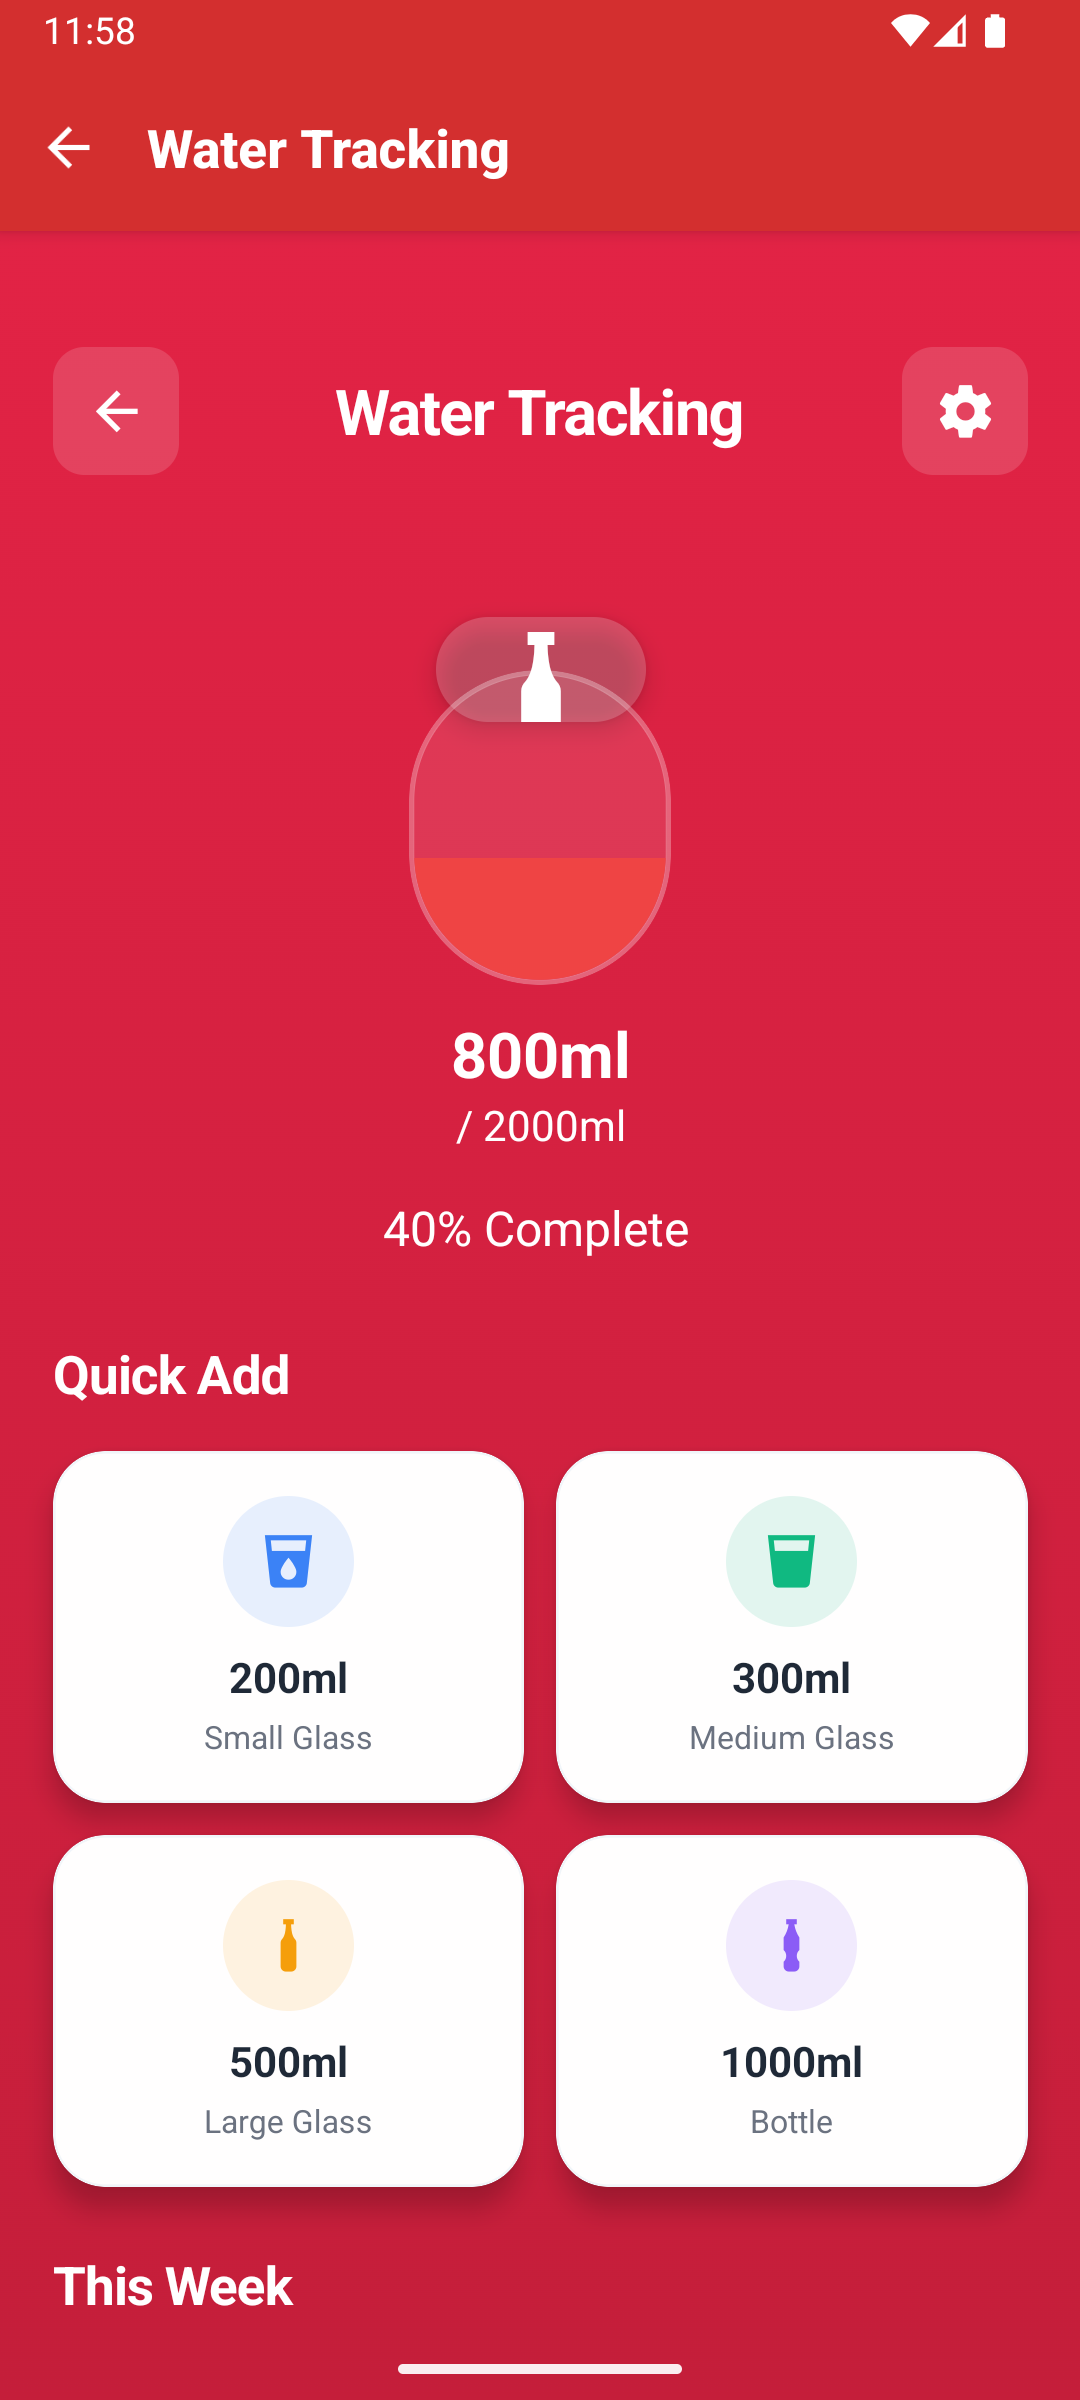 11:58
Water Tracking
Water Tracking
800ml
/ 2000ml
40% Complete
Quick Add
200ml
Small Glass
300ml
Medium Glass
500ml
Large Glass
1000ml
Bottle
This Week